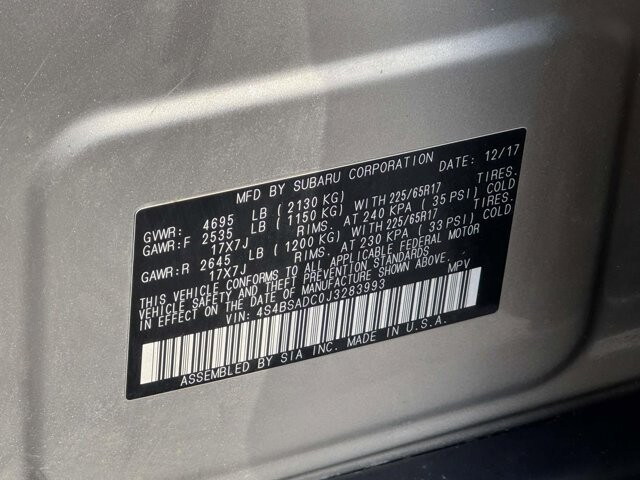 MFD BY SUBARU CORPORATION DATE: 12/17
GVWR: 4695 LB ( 2130 KG)
GAWR:F 2535 LB ( 1150 KG) WITH 225/65R17 TIRES.
17X7J RIMS. AT 240 KPA ( 35 PSI) COLD
GAWR:R 2645 LB ( 1200 KG) WITH 225/65R17 TIRES.
17X7J RIMS. AT 230 KPA ( 33 PSI) COLD
THIS VEHICLE CONFORMS TO ALL APPLICABLE FEDERAL MOTOR
VEHICLE SAFETY AND THEFT PREVENTION STANDARDS
IN EFFECT ON THE DATE OF MANUFACTURE SHOWN ABOVE.
VIN: 4S4BSADC0J3283993 MPV
ASSEMBLED BY SIA INC. MADE IN U.S.A.